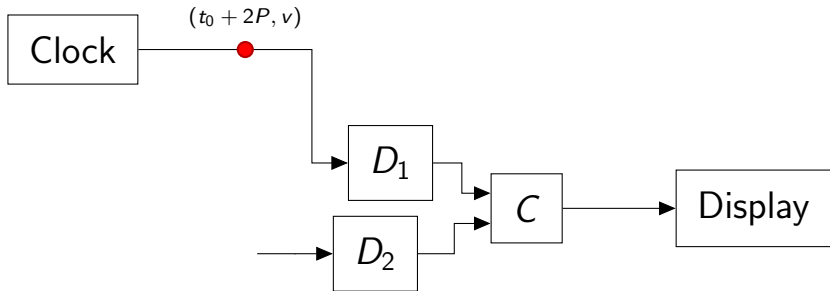 (t₀ + 2P, v)
Clock
D₁
C
Display
D₂